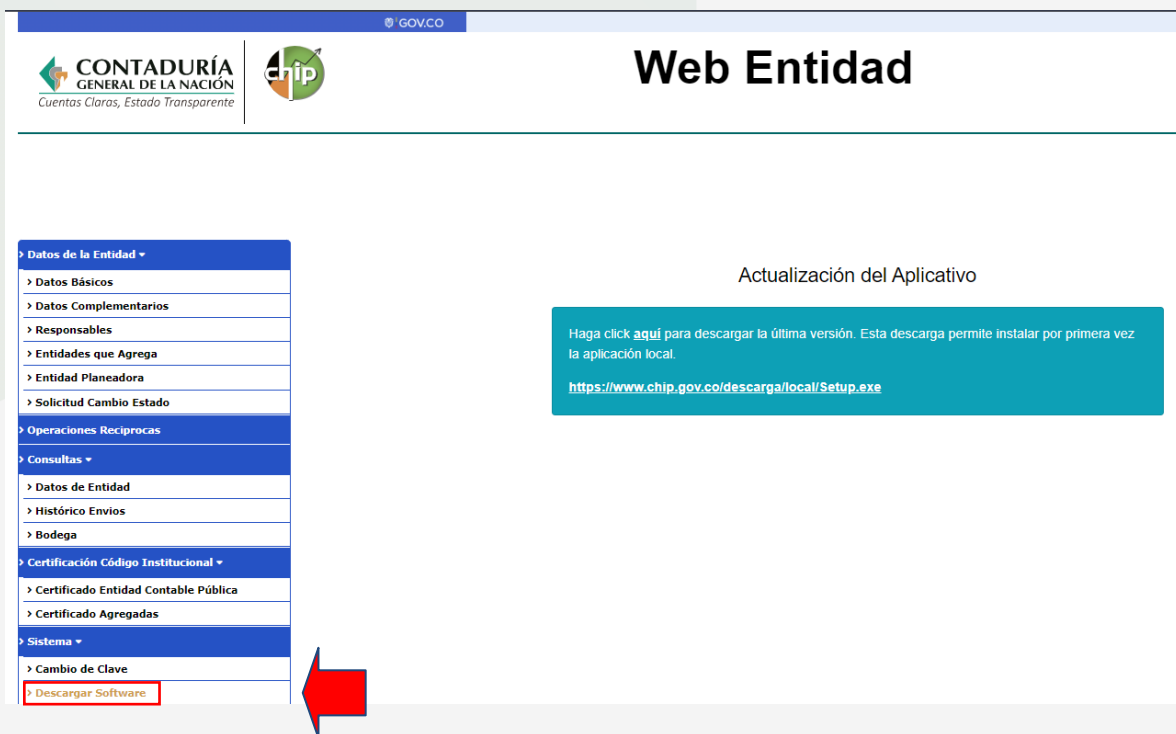 GOV.CO
CONTADURÍA
GENERAL DE LA NACIÓN
Cuentas Claras, Estado Transparente
chip
Web Entidad
> Datos de la Entidad ▾
> Datos Básicos
> Datos Complementarios
> Responsables
> Entidades que Agrega
> Entidad Planeadora
> Solicitud Cambio Estado
> Operaciones Reciprocas
> Consultas ▾
> Datos de Entidad
> Histórico Envios
> Bodega
> Certificación Código Institucional ▾
> Certificado Entidad Contable Pública
> Certificado Agregadas
> Sistema ▾
> Cambio de Clave
> Descargar Software
Actualización del Aplicativo
Haga click aquí para descargar la última versión. Esta descarga permite instalar por primera vez
la aplicación local.
https://www.chip.gov.co/descarga/local/Setup.exe